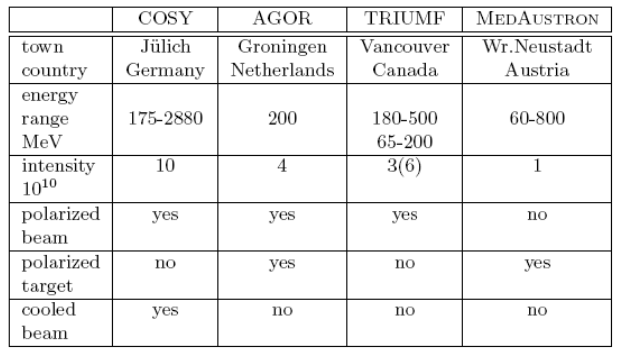 COSY AGOR TRIUMF MEDAUSTRON
town Jülich Groningen Vancouver Wr.Neustadt
country Germany Netherlands Canada Austria
energy
range 175-2880 200 180-500 60-800
MeV 65-200
intensity 10 4 3(6) 1
10¹⁰
polarized yes yes yes no
beam
polarized no yes no yes
target
cooled yes no no no
beam